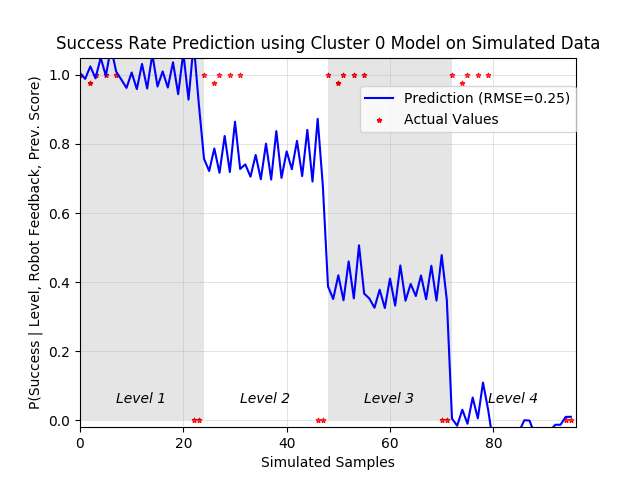 Success Rate Prediction using Cluster 0 Model on Simulated Data
P(Success | Level, Robot Feedback, Prev. Score)
1.0
0.8
0.6
0.4
0.2
0.0
Prediction (RMSE=0.25)
Actual Values
Level 1
Level 2
Level 3
Level 4
0
20
40
60
80
Simulated Samples